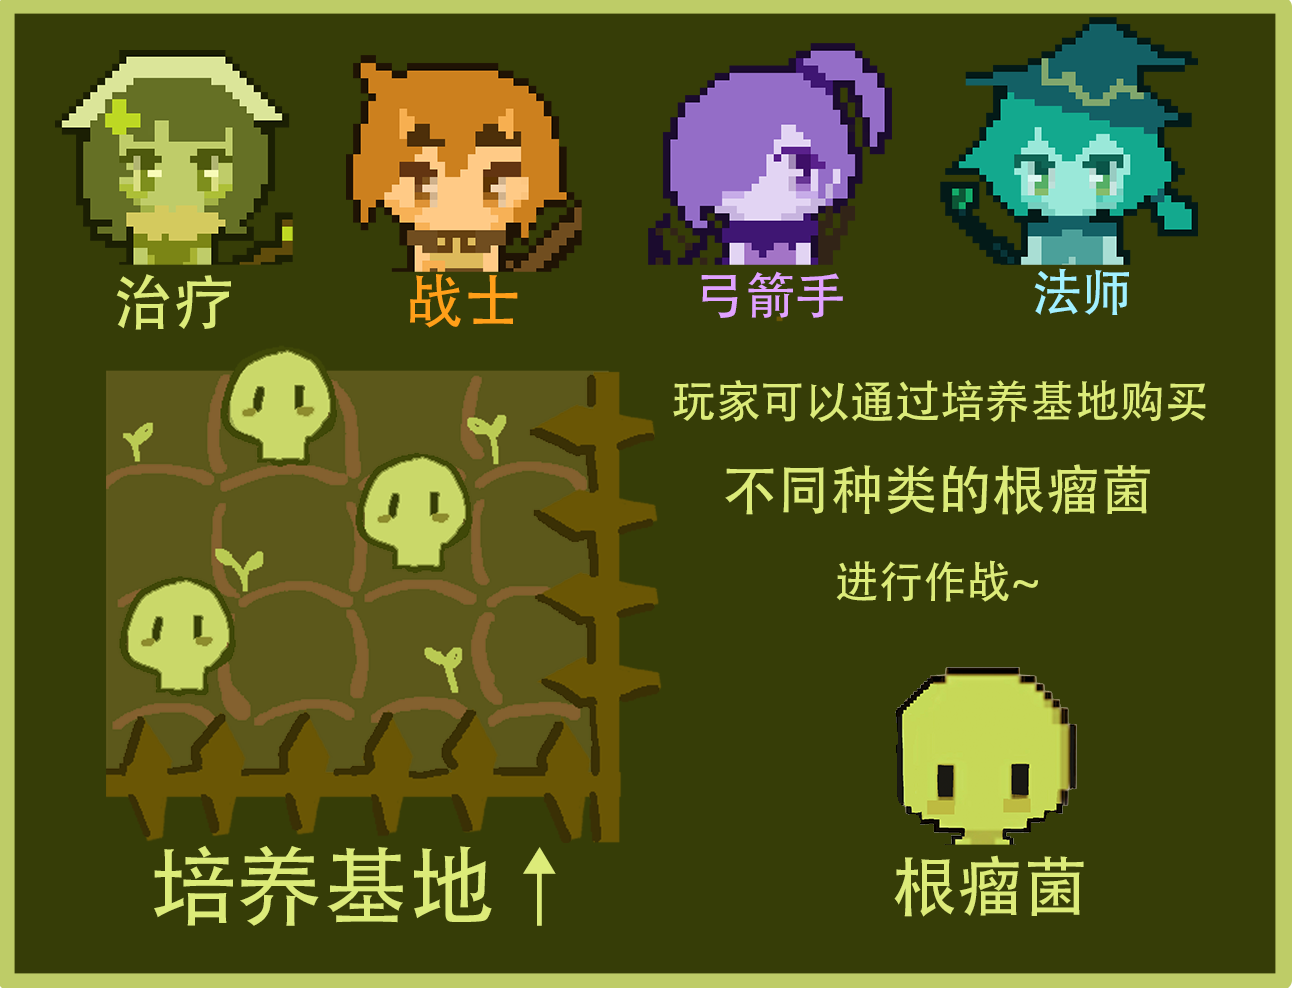 治疗
战士
弓箭手
法师
玩家可以通过培养基地购买
不同种类的根瘤菌
进行作战~
培养基地↑
根瘤菌